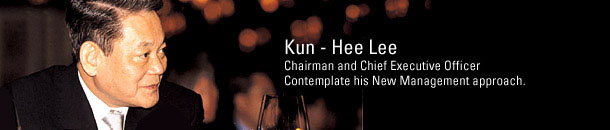 Kun - Hee Lee
Chairman and Chief Executive Officer
Contemplate his New Management approach.